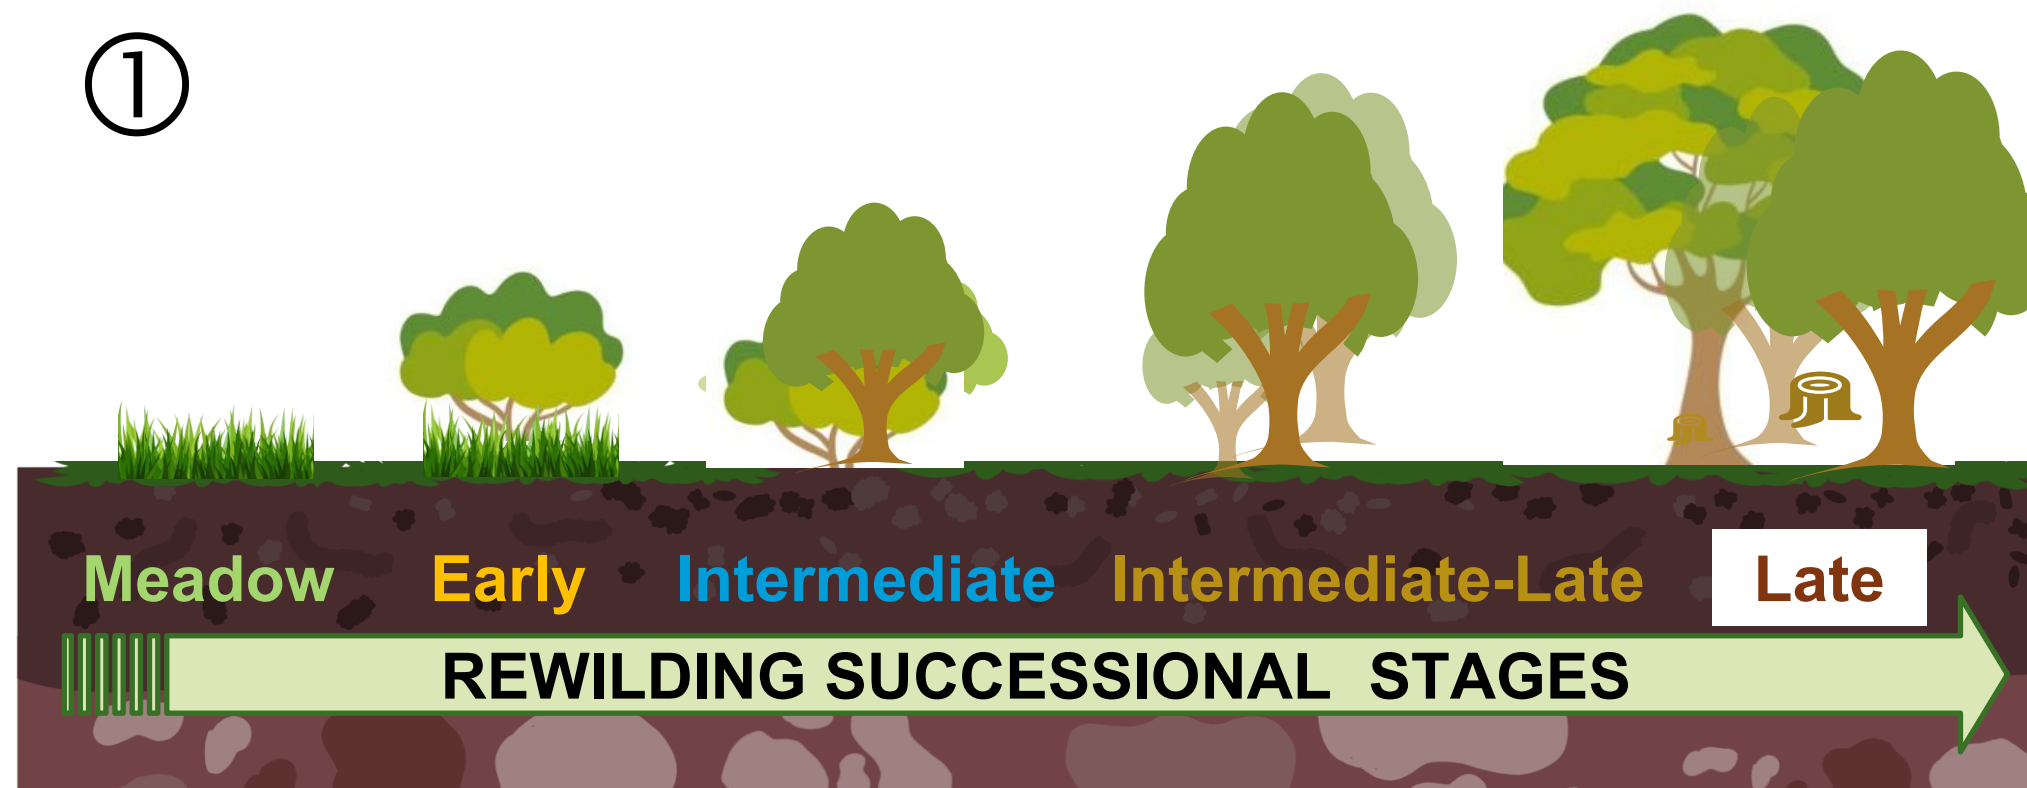 ①
Meadow Early Intermediate Intermediate-Late Late
REWILDING SUCCESSIONAL STAGES